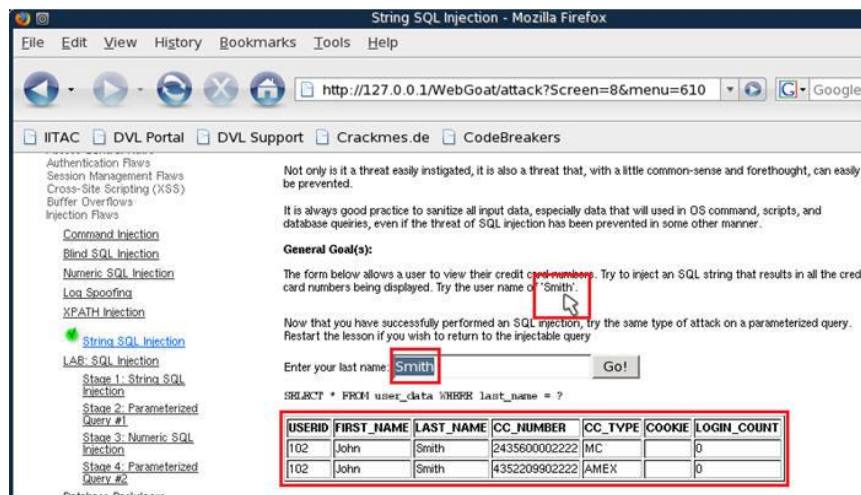 String SQL Injection - Mozilla Firefox
File Edit View History Bookmarks Tools Help
http://127.0.0.1/WebGoat/attack?Screen=8&menu=610
G Google
IITAC DVL Portal DVL Support Crackmes.de CodeBreakers
Authentication Flaws
Session Management Flaws
Cross-Site Scripting (XSS)
Buffer Overflows
Injection Flaws
Command Injection
Blind SQL Injection
Numeric SQL Injection
Log Spoofing
XPATH Injection
String SQL Injection
LAB: SQL Injection
Stage 1: String SQL
Injection
Stage 2: Parameterized
Query #1
Stage 3: Numeric SQL
Injection
Stage 4: Parameterized
Query #2
Not only is it a threat easily instigated, it is also a threat that, with a little common-sense and forethought, can easily
be prevented.
It is always good practice to sanitize all input data, especially data that will used in OS command, scripts, and
database queiries, even if the threat of SQL injection has been prevented in some other manner.
General Goal(s):
The form below allows a user to view their credit card numbers. Try to inject an SQL string that results in all the cred
card numbers being displayed. Try the user name of 'Smith'.
Now that you have successfully performed an SQL injection, try the same type of attack on a parameterized query.
Restart the lesson if you wish to return to the injectable query
Enter your last name: Smith Go!
SELECT * FROM user_data WHERE last_name = ?
USERID FIRST_NAME LAST_NAME CC_NUMBER CC_TYPE COOKIE LOGIN_COUNT
102 John Smith 2435600002222 MC 0
102 John Smith 4352209902222 AMEX 0